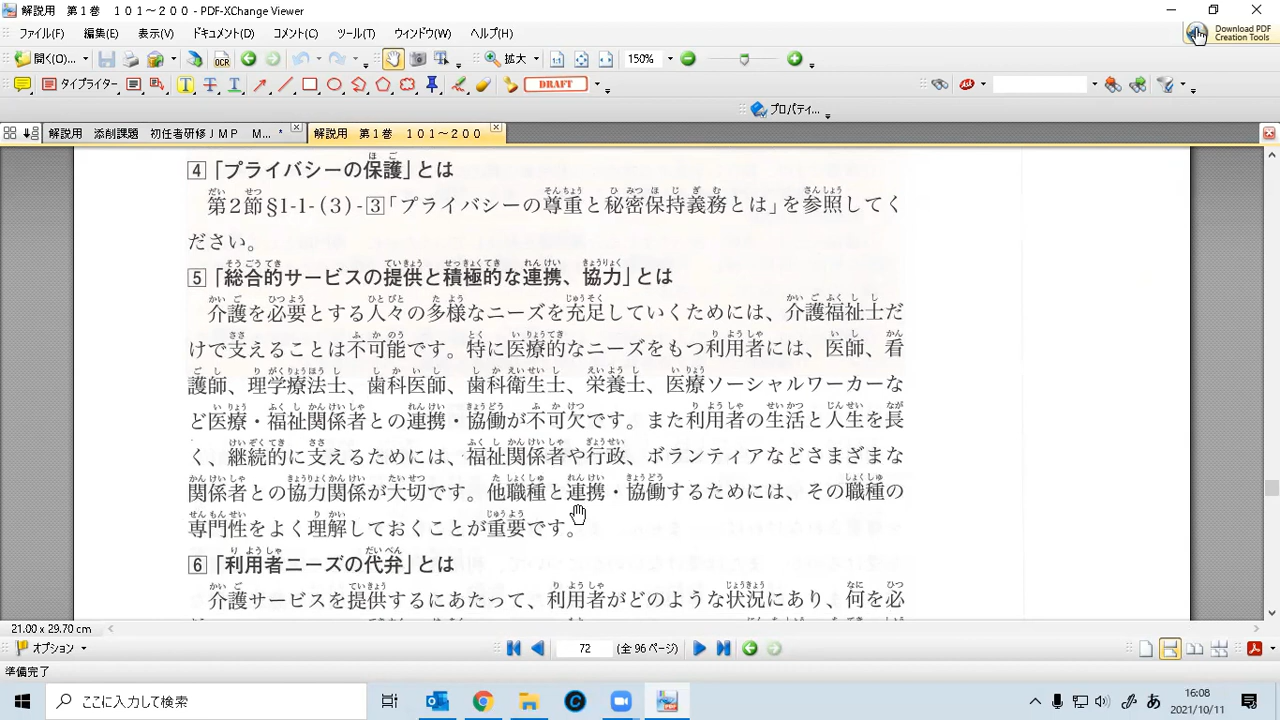 解説用 第1巻 101～200 - PDF-XChange Viewer
ファイル(F) 編集(E) 表示(V) ドキュメント(D) コメント(C) ツール(T) ウィンドウ(W) ヘルプ(H)
Download PDF
Creation Tools
開く(O)... OCR 拡大 150%
タイプライター DRAFT
プロパティ...
解説用 添削課題 初任者研修JMP M... * 解説用 第1巻 101～200
4「プライバシーの保護」とは
第2節§1-1-(3)-3「プライバシーの尊重と秘密保持義務とは」を参照してく
ださい。
5「総合的サービスの提供と積極的な連携、協力」とは
介護を必要とする人々の多様なニーズを充足していくためには、介護福祉士だ
けで支えることは不可能です。特に医療的なニーズをもつ利用者には、医師、看
護師、理学療法士、歯科医師、歯科衛生士、栄養士、医療ソーシャルワーカーな
ど医療・福祉関係者との連携・協働が不可欠です。また利用者の生活と人生を長
く、継続的に支えるためには、福祉関係者や行政、ボランティアなどさまざまな
関係者との協力関係が大切です。他職種と連携・協働するためには、その職種の
専門性をよく理解しておくことが重要です。
6「利用者ニーズの代弁」とは
介護サービスを提供するにあたって、利用者がどのような状況にあり、何を必
21.00 x 29.70 cm
オプション 72 (全 96 ページ)
準備完了
ここに入力して検索 あ 16:08
2021/10/11